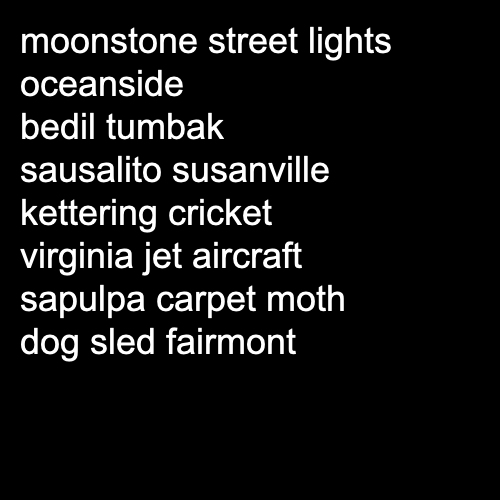 moonstone street lights
oceanside
bedil tumbak
sausalito susanville
kettering cricket
virginia jet aircraft
sapulpa carpet moth
dog sled fairmont